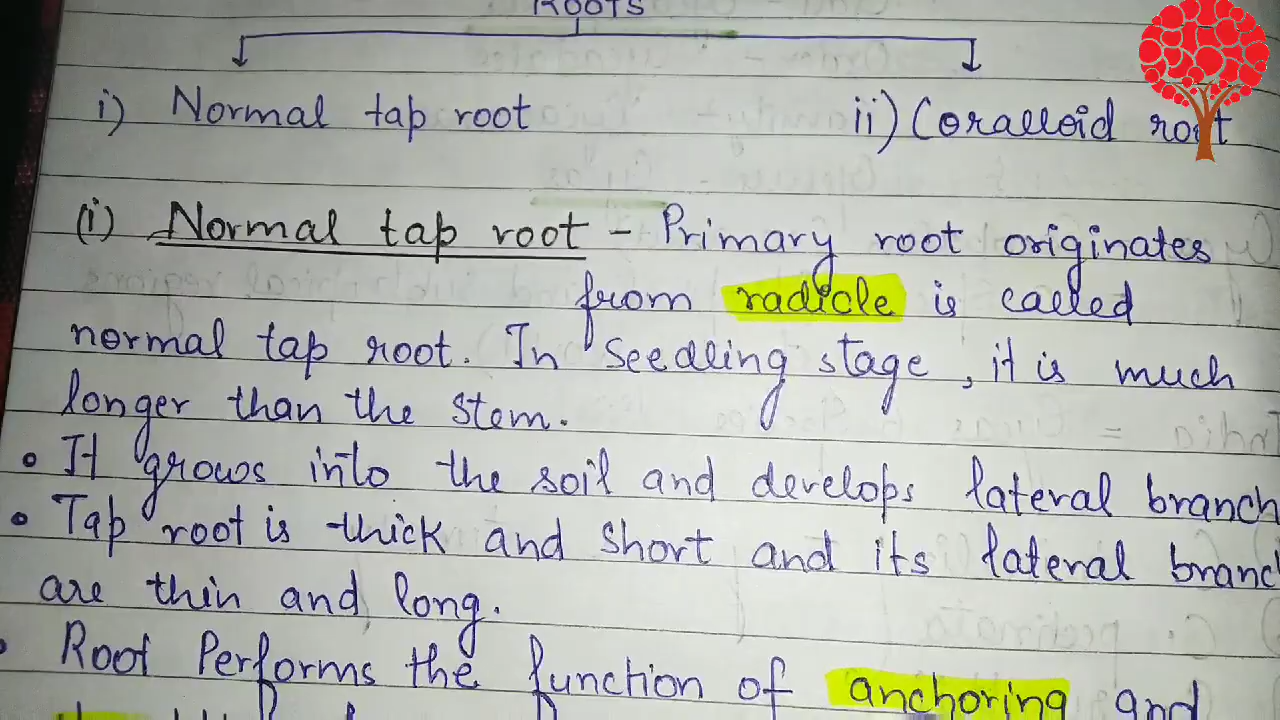 ROOTS
i) Normal tap root ii) Coralloid root
(i) Normal tap root - Primary root originates
from radicle is called
normal tap root. In seedling stage, it is much
longer than the stem.
• It grows into the soil and develops lateral branch
• Tap root is thick and short and its lateral branc
are thin and long.
• Root Performs the function of anchoring and